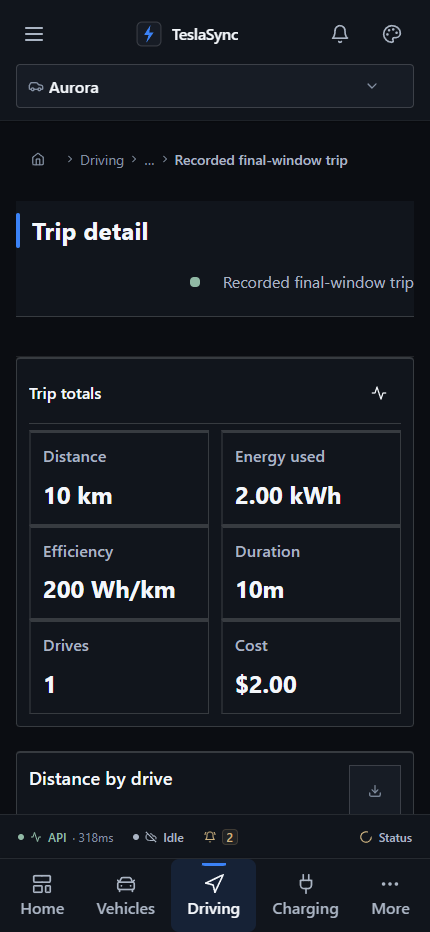 TeslaSync
Aurora
Driving ... Recorded final-window trip
Trip detail
Recorded final-window trip
Trip totals
Distance Energy used
10 km 2.00 kWh
Efficiency Duration
200 Wh/km 10m
Drives Cost
1 $2.00
Distance by drive
API · 318ms Idle 2 Status
Home Vehicles Driving Charging More